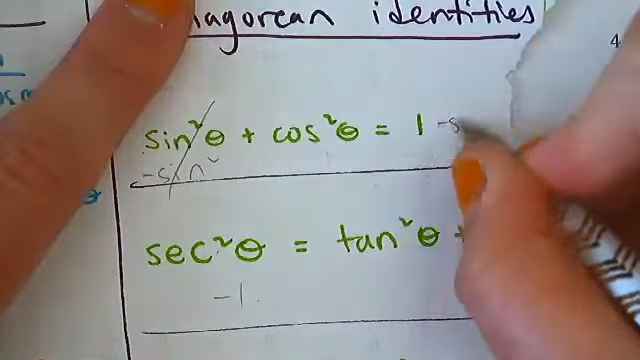 agorean identities
4
sin²θ + cos²θ = 1 -s
-sin²
sec²θ = tan²θ +
-1